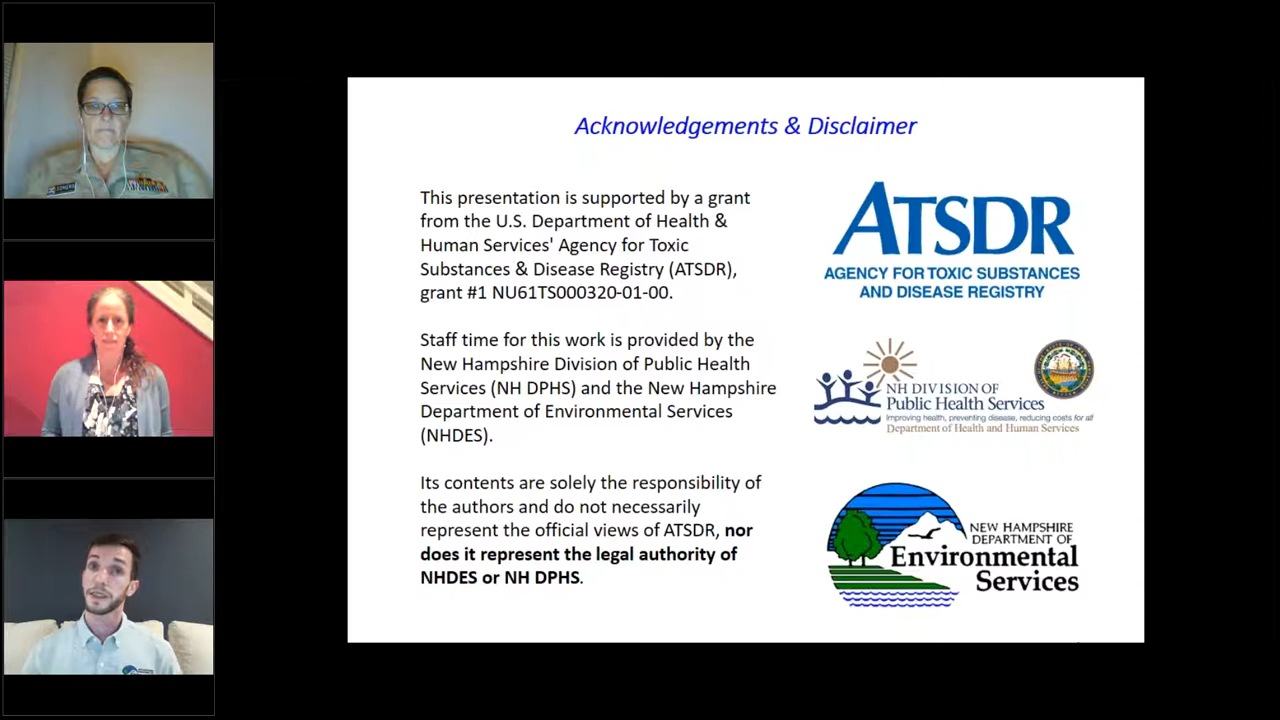 Acknowledgements & Disclaimer
This presentation is supported by a grant
from the U.S. Department of Health &
Human Services' Agency for Toxic
Substances & Disease Registry (ATSDR),
grant #1 NU61TS000320-01-00.
Staff time for this work is provided by the
New Hampshire Division of Public Health
Services (NH DPHS) and the New Hampshire
Department of Environmental Services
(NHDES).
Its contents are solely the responsibility of
the authors and do not necessarily
represent the official views of ATSDR, nor
does it represent the legal authority of
NHDES or NH DPHS.
ATSDR
AGENCY FOR TOXIC SUBSTANCES
AND DISEASE REGISTRY
NH DIVISION OF
Public Health Services
Improving health, preventing disease, reducing costs for all
Department of Health and Human Services
NEW HAMPSHIRE
DEPARTMENT OF
Environmental
Services